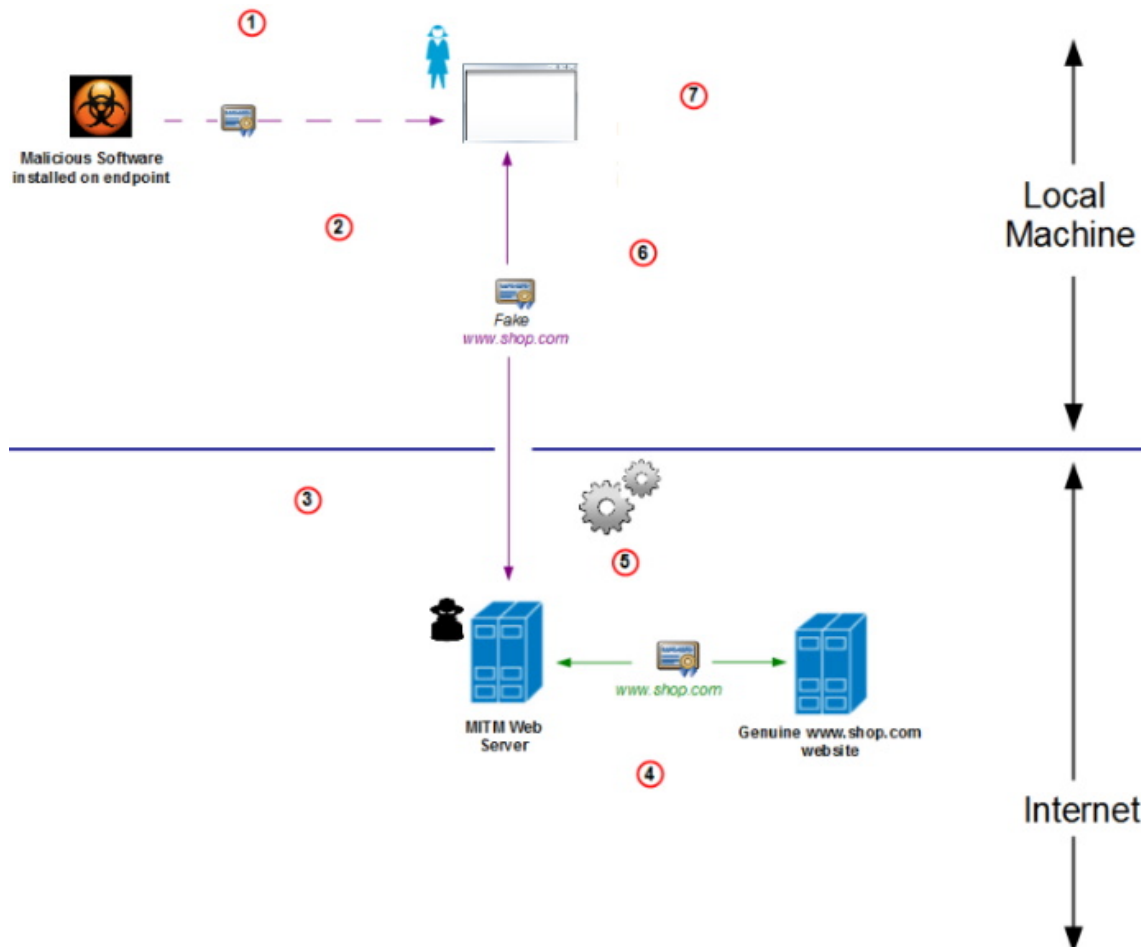 1
7
Malicious Software
installed on endpoint
2
Local
Machine
6
Fake
www.shop.com
3
5
www.shop.com
MITM Web
Server
Genuine www.shop.com
website
4
Internet